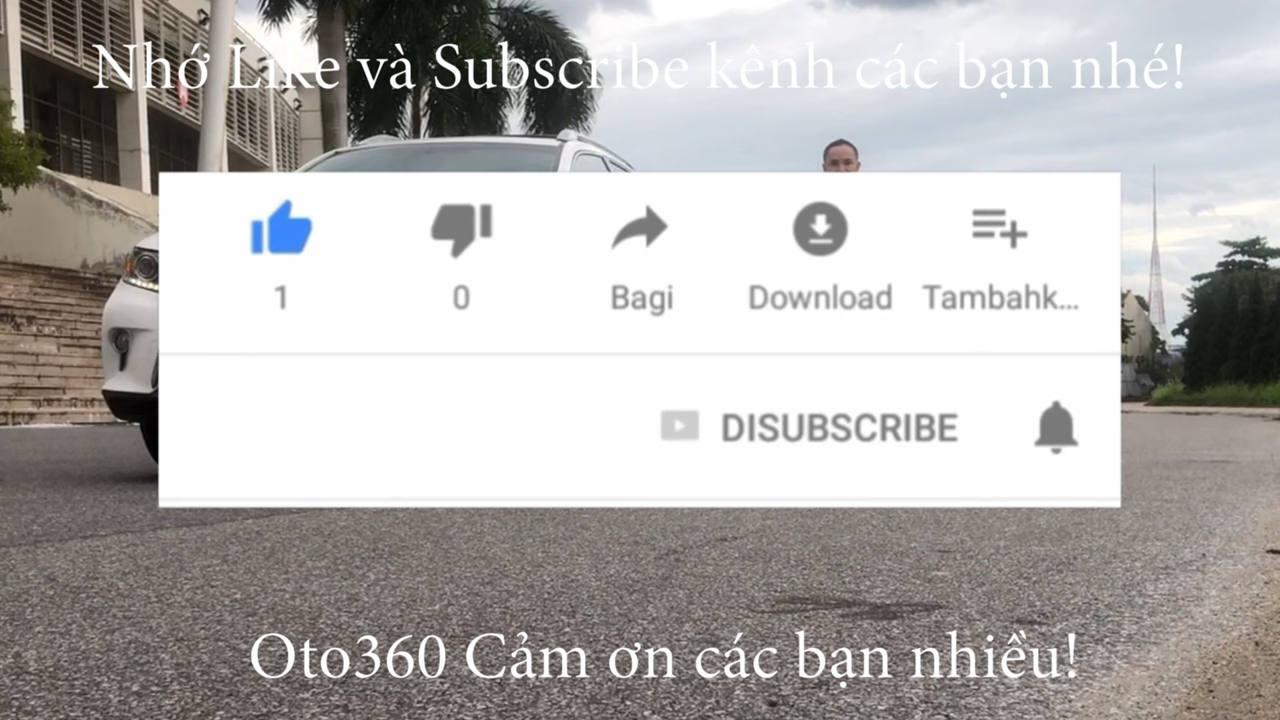 Nhớ Like và Subscribe kênh các bạn nhé!
1 0 Bagi Download Tambahk...
DISUBSCRIBE
Oto360 Cảm ơn các bạn nhiều!